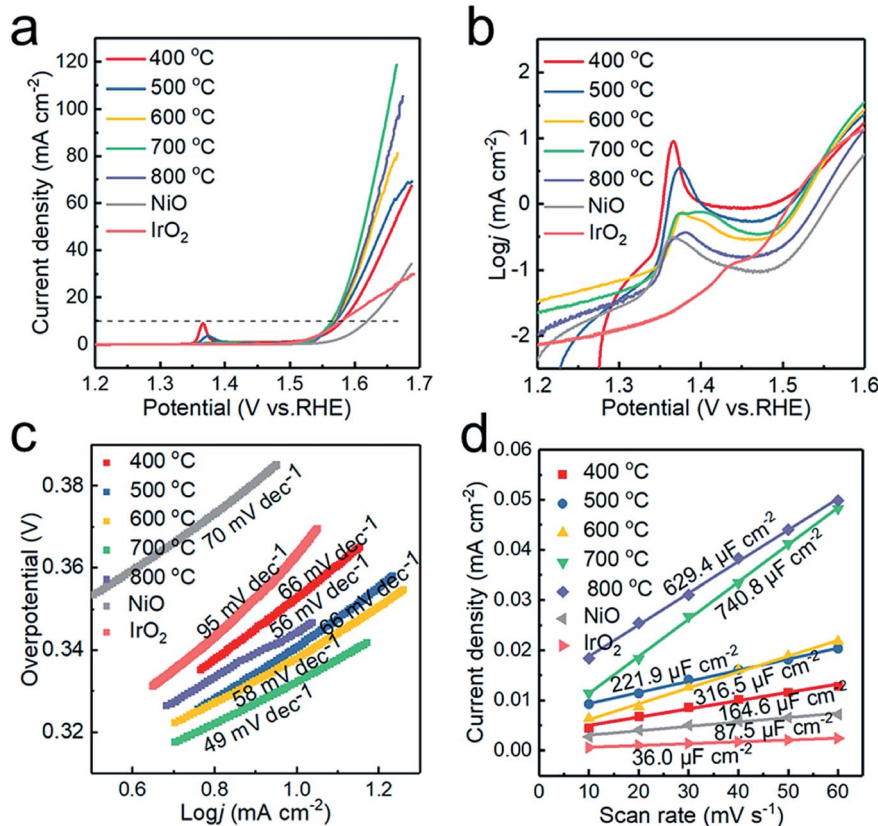 a
400 °C
500 °C
600 °C
700 °C
800 °C
NiO
IrO₂
120
100
80
60
40
20
0
Current density (mA cm⁻²)
1.2 1.3 1.4 1.5 1.6 1.7
Potential (V vs.RHE)
b
400 °C
500 °C
600 °C
700 °C
800 °C
NiO
IrO₂
2
1
0
-1
-2
Logj (mA cm⁻²)
1.2 1.3 1.4 1.5 1.6
Potential (V vs.RHE)
c
400 °C
500 °C
600 °C
700 °C
800 °C
NiO
IrO₂
70 mV dec⁻¹
95 mV dec⁻¹
66 mV dec⁻¹
56 mV dec⁻¹
66 mV dec⁻¹
58 mV dec⁻¹
49 mV dec⁻¹
0.38
0.36
0.34
0.32
Overpotential (V)
0.6 0.8 1.0 1.2
Logj (mA cm⁻²)
d
400 °C
500 °C
600 °C
700 °C
800 °C
NiO
IrO₂
629.4 µF cm⁻²
740.8 µF cm⁻²
221.9 µF cm⁻²
316.5 µF cm⁻²
164.6 µF cm⁻²
87.5 µF cm⁻²
36.0 µF cm⁻²
0.06
0.05
0.04
0.03
0.02
0.01
0.00
Current density (mA cm⁻²)
0 10 20 30 40 50 60
Scan rate (mV s⁻¹)